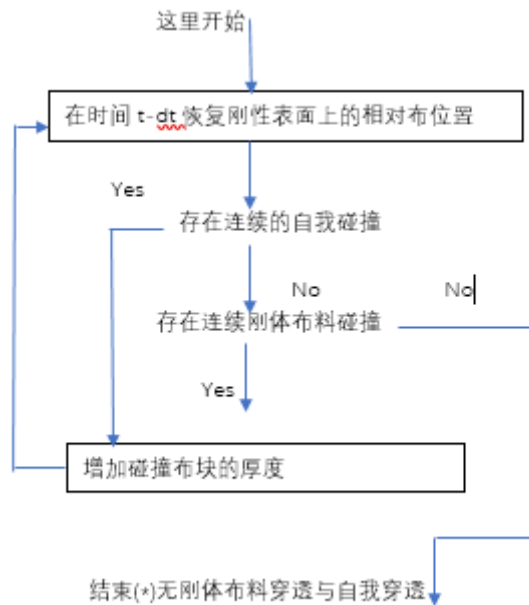 这里开始
在时间 t-dt 恢复刚性表面上的相对布位置
Yes
存在连续的自我碰撞
No
No
存在连续刚体布料碰撞
Yes
增加碰撞布块的厚度
结束(*)无刚体布料穿透与自我穿透